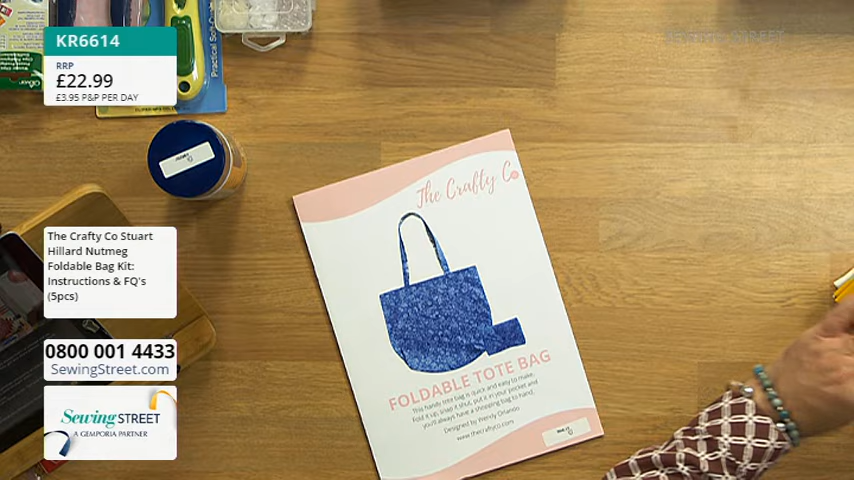 KR6614
RRP
£22.99
£3.95 P&P PER DAY
The Crafty Co Stuart
Hillard Nutmeg
Foldable Bag Kit:
Instructions & FQ's
(5pcs)
0800 001 4433
SewingStreet.com
Sewing STREET
A GEMPORIA PARTNER
SEWING STREET
The Crafty Co
FOLDABLE TOTE BAG
This handy tote bag is quick and easy to make.
Fold it up, snap it shut, put it in your pocket and
you'll always have a shopping bag to hand.
Designed by Wendy Orlando
www.thecraftyco.com